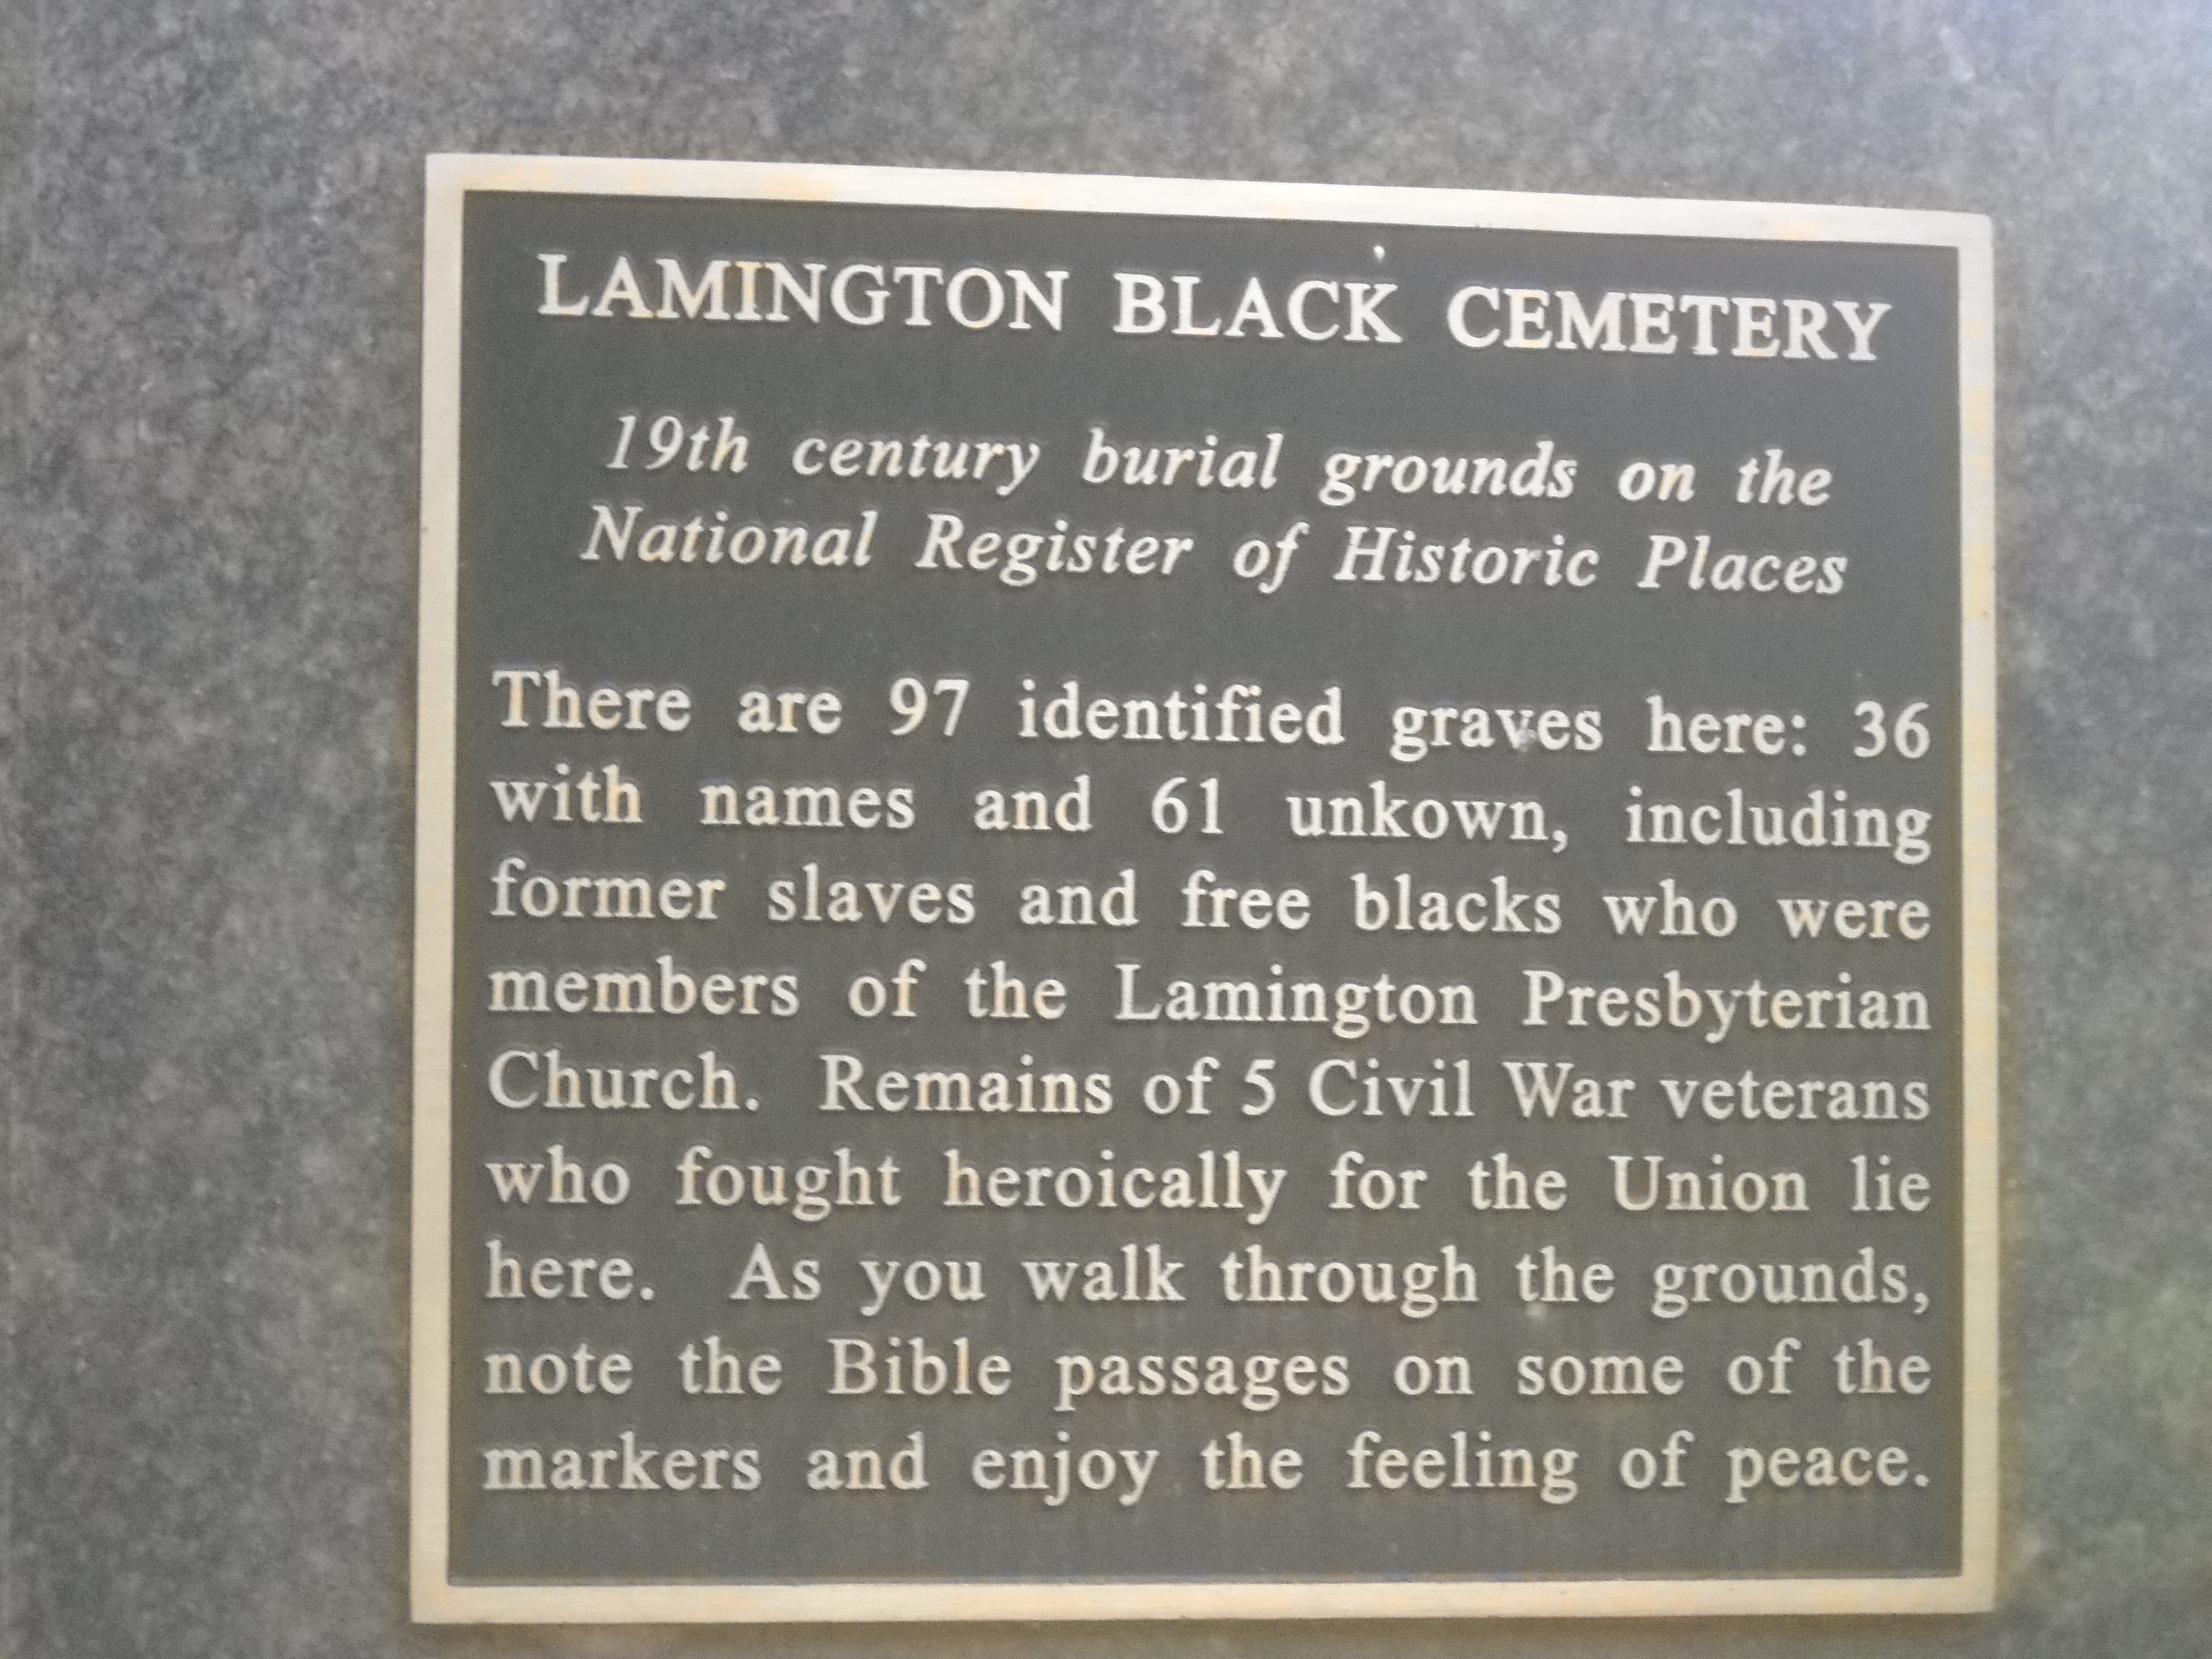 LAMINGTON BLACK CEMETERY
19th century burial grounds on the
National Register of Historic Places
There are 97 identified graves here: 36
with names and 61 unkown, including
former slaves and free blacks who were
members of the Lamington Presbyterian
Church. Remains of 5 Civil War veterans
who fought heroically for the Union lie
here. As you walk through the grounds,
note the Bible passages on some of the
markers and enjoy the feeling of peace.